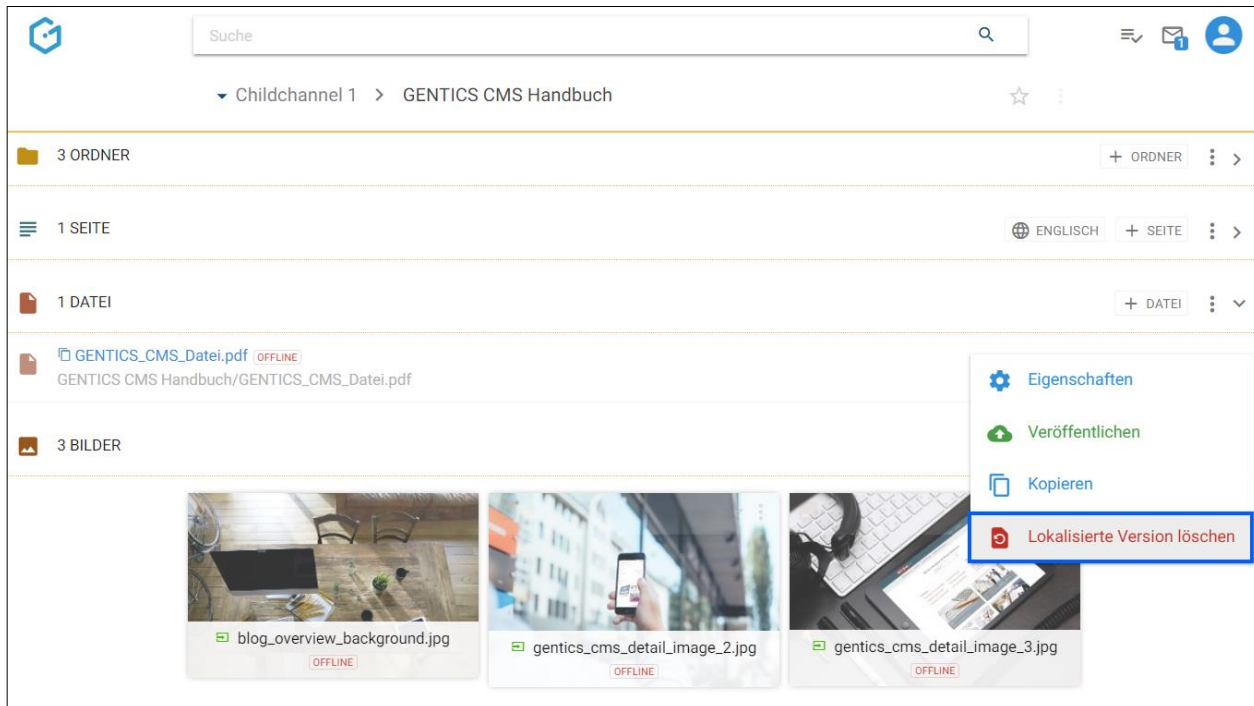 Suche
1
Childchannel 1 > GENTICS CMS Handbuch
3 ORDNER
+ ORDNER
1 SEITE
ENGLISCH
+ SEITE
1 DATEI
+ DATEI
GENTICS_CMS_Datei.pdf OFFLINE
GENTICS CMS Handbuch/GENTICS_CMS_Datei.pdf
Eigenschaften
Veröffentlichen
Kopieren
Lokalisierte Version löschen
3 BILDER
blog_overview_background.jpg
OFFLINE
gentics_cms_detail_image_2.jpg
OFFLINE
gentics_cms_detail_image_3.jpg
OFFLINE